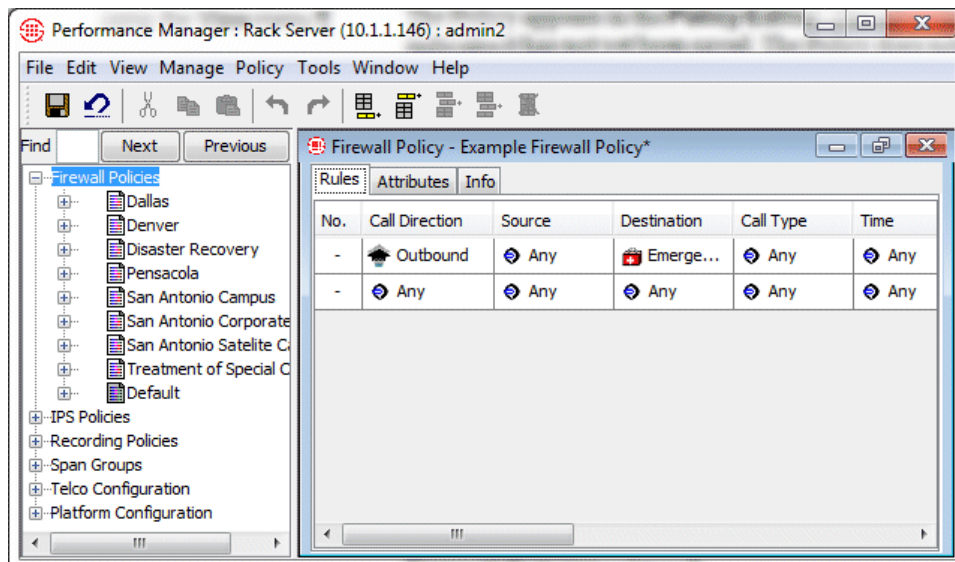 Performance Manager : Rack Server (10.1.1.146) : admin2
File Edit View Manage Policy Tools Window Help
Find Next Previous
Firewall Policies
Dallas
Denver
Disaster Recovery
Pensacola
San Antonio Campus
San Antonio Corporate
San Antonio Satelite C
Treatment of Special C
Default
IPS Policies
Recording Policies
Span Groups
Telco Configuration
Platform Configuration
Firewall Policy - Example Firewall Policy*
Rules Attributes Info
No. Call Direction Source Destination Call Type Time
- Outbound Any Emerge... Any Any
- Any Any Any Any Any